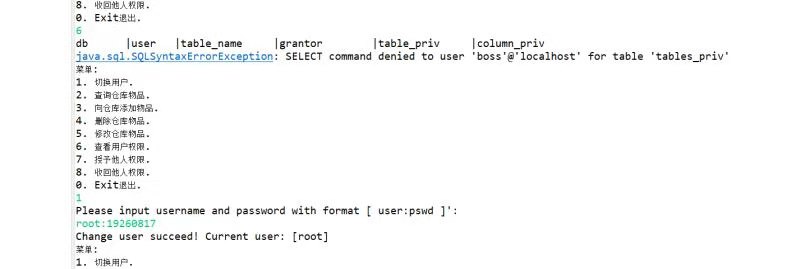 8. 收回他人权限.
0. Exit退出.
6
db |user |table_name |grantor |table_priv |column_priv
java.sql.SQLSyntaxErrorException: SELECT command denied to user 'boss'@'localhost' for table 'tables_priv'
菜单:
1. 切换用户.
2. 查询仓库物品.
3. 向仓库添加物品.
4. 删除仓库物品.
5. 修改仓库物品.
6. 查看用户权限.
7. 授予他人权限.
8. 收回他人权限.
0. Exit退出.
1
Please input username and password with format [ user:pswd ]':
root:19260817
Change user succeed! Current user: [root]
菜单:
1. 切换用户.